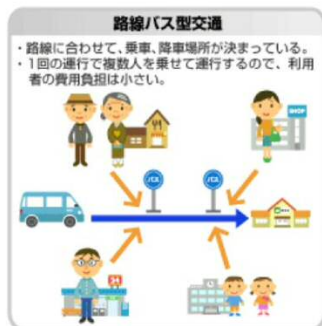 路線バス型交通
・路線に合わせて、乗車、降車場所が決まっている。
・1回の運行で複数人を乗せて運行するので、利用
者の費用負担は小さい。
SHOP
バス
バス
24